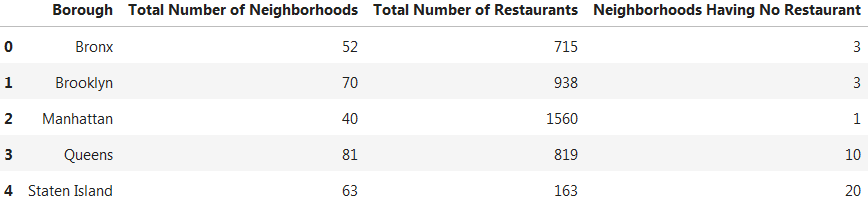 Borough Total Number of Neighborhoods Total Number of Restaurants Neighborhoods Having No Restaurant
0 Bronx 52 715 3
1 Brooklyn 70 938 3
2 Manhattan 40 1560 1
3 Queens 81 819 10
4 Staten Island 63 163 20